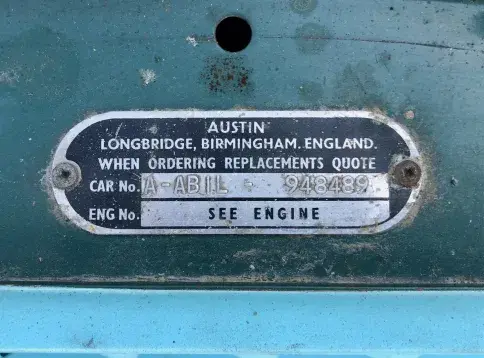 AUSTIN
LONGBRIDGE, BIRMINGHAM. ENGLAND.
WHEN ORDERING REPLACEMENTS QUOTE
CAR No. A-AB1L - 948489
ENG No. SEE ENGINE